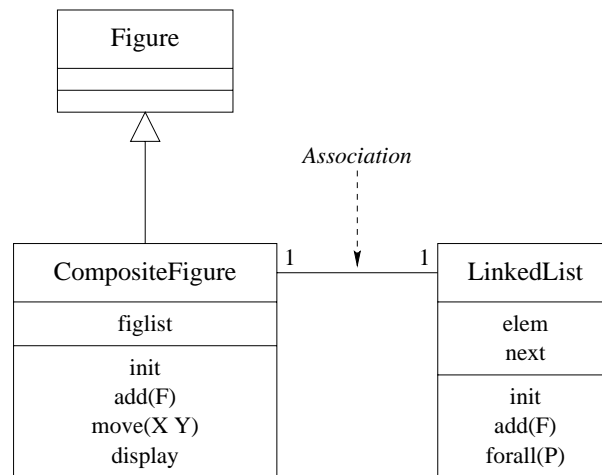 Figure
Association
CompositeFigure
1
1
LinkedList
figlist
elem
next
init
add(F)
move(X Y)
display
init
add(F)
forall(P)